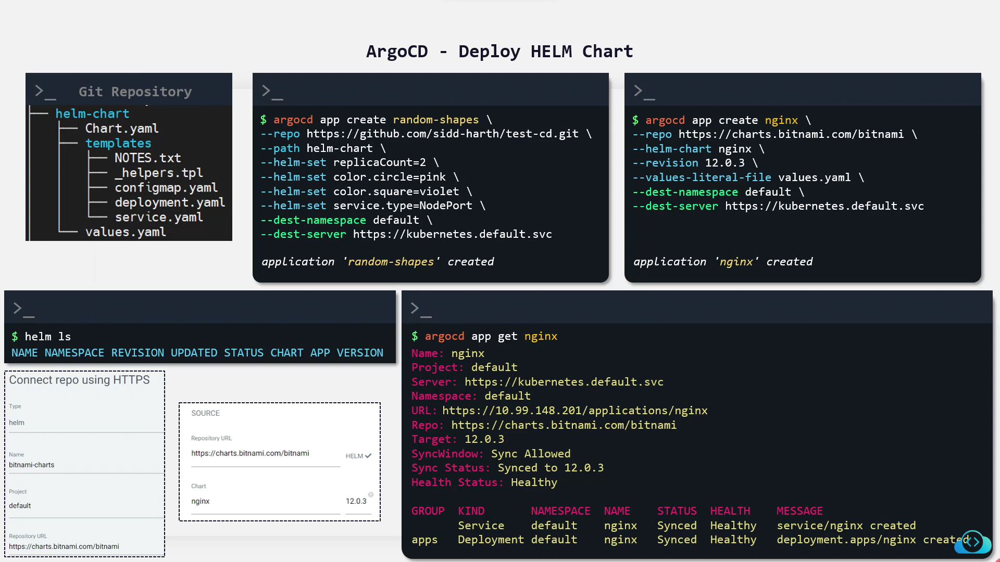 ArgoCD - Deploy HELM Chart
>_ Git Repository
├── helm-chart
│ ├── Chart.yaml
│ ├── templates
│ │ ├── NOTES.txt
│ │ ├── _helpers.tpl
│ │ ├── configmap.yaml
│ │ ├── deployment.yaml
│ │ └── service.yaml
│ └── values.yaml
>_
$ argocd app create random-shapes \
--repo https://github.com/sidd-harth/test-cd.git \
--path helm-chart \
--helm-set replicaCount=2 \
--helm-set color.circle=pink \
--helm-set color.square=violet \
--helm-set service.type=NodePort \
--dest-namespace default \
--dest-server https://kubernetes.default.svc
application 'random-shapes' created
>_
$ argocd app create nginx \
--repo https://charts.bitnami.com/bitnami \
--helm-chart nginx \
--revision 12.0.3 \
--values-literal-file values.yaml \
--dest-namespace default \
--dest-server https://kubernetes.default.svc
application 'nginx' created
>_
$ helm ls
NAME NAMESPACE REVISION UPDATED STATUS CHART APP VERSION
Connect repo using HTTPS
Type
helm
Name
bitnami-charts
Project
default
Repository URL
https://charts.bitnami.com/bitnami
SOURCE
Repository URL
https://charts.bitnami.com/bitnami HELM ✓
Chart
nginx 12.0.3 ?
>_
$ argocd app get nginx
Name: nginx
Project: default
Server: https://kubernetes.default.svc
Namespace: default
URL: https://10.99.148.201/applications/nginx
Repo: https://charts.bitnami.com/bitnami
Target: 12.0.3
SyncWindow: Sync Allowed
Sync Status: Synced to 12.0.3
Health Status: Healthy
GROUP KIND NAMESPACE NAME STATUS HEALTH MESSAGE
Service default nginx Synced Healthy service/nginx created
apps Deployment default nginx Synced Healthy deployment.apps/nginx created